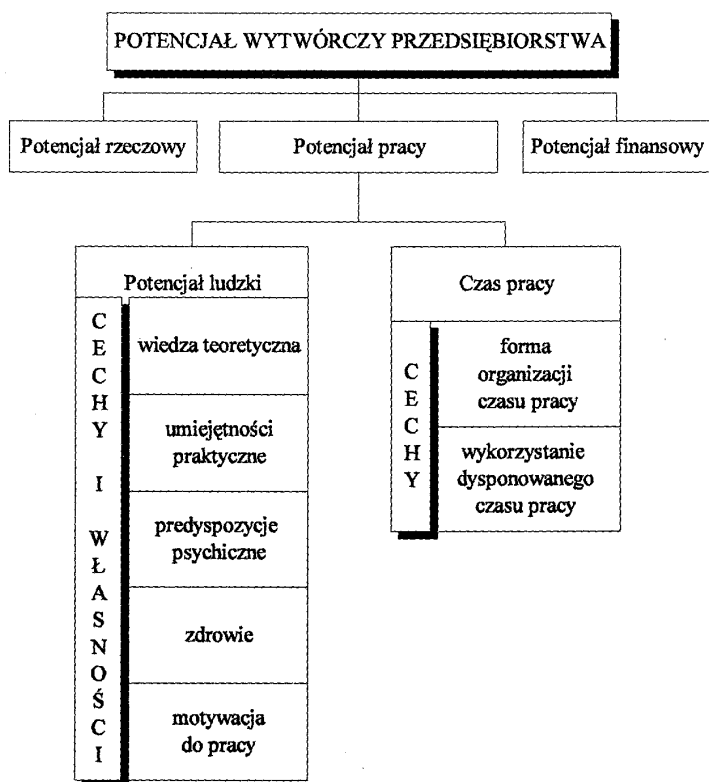 POTENCJAŁ WYTWÓRCZY PRZEDSIĘBIORSTWA
Potencjał rzeczowy
Potencjał pracy
Potencjał finansowy
Potencjał ludzki
CECHY I WŁASNOŚCI
wiedza teoretyczna
umiejętności
praktyczne
predyspozycje
psychiczne
zdrowie
motywacja
do pracy
Czas pracy
CECHY
forma
organizacji
czasu pracy
wykorzystanie
dysponowanego
czasu pracy